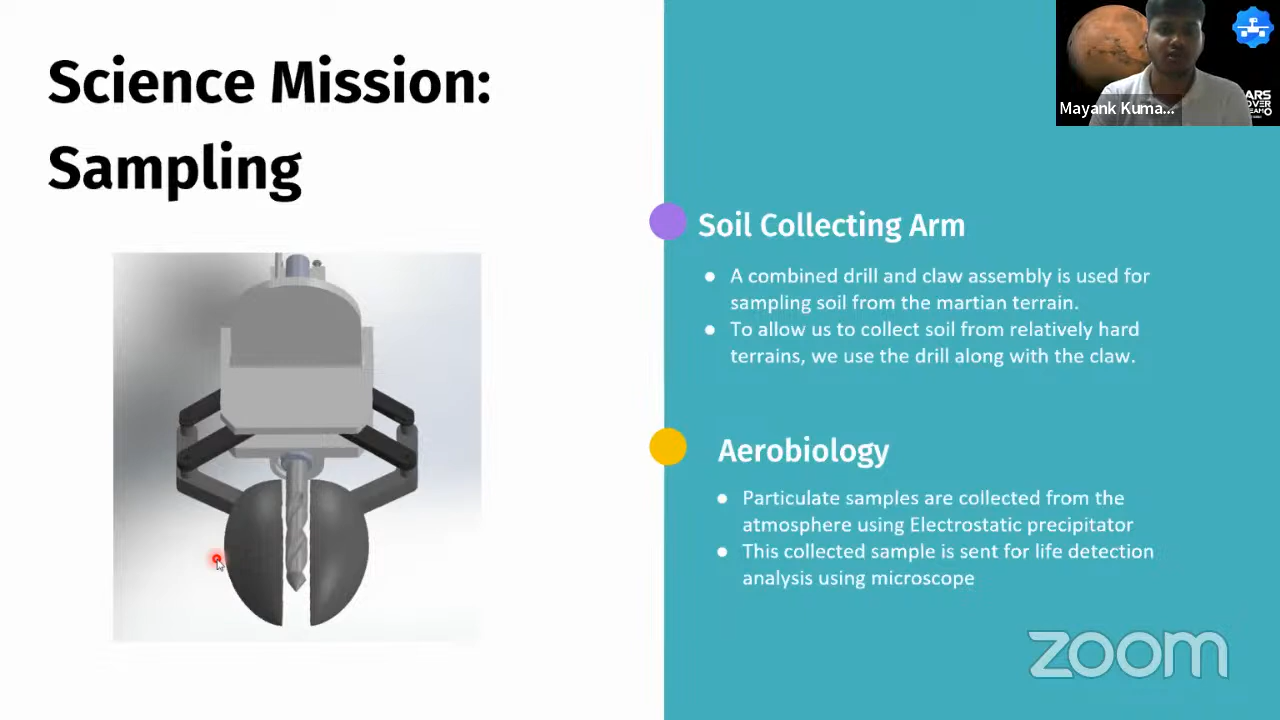 Science Mission:
Sampling
Mayank Kuma...
ARS
OVER
Soil Collecting Arm
● A combined drill and claw assembly is used for
sampling soil from the martian terrain.
● To allow us to collect soil from relatively hard
terrains, we use the drill along with the claw.
Aerobiology
● Particulate samples are collected from the
atmosphere using Electrostatic precipitator
● This collected sample is sent for life detection
analysis using microscope
zoom